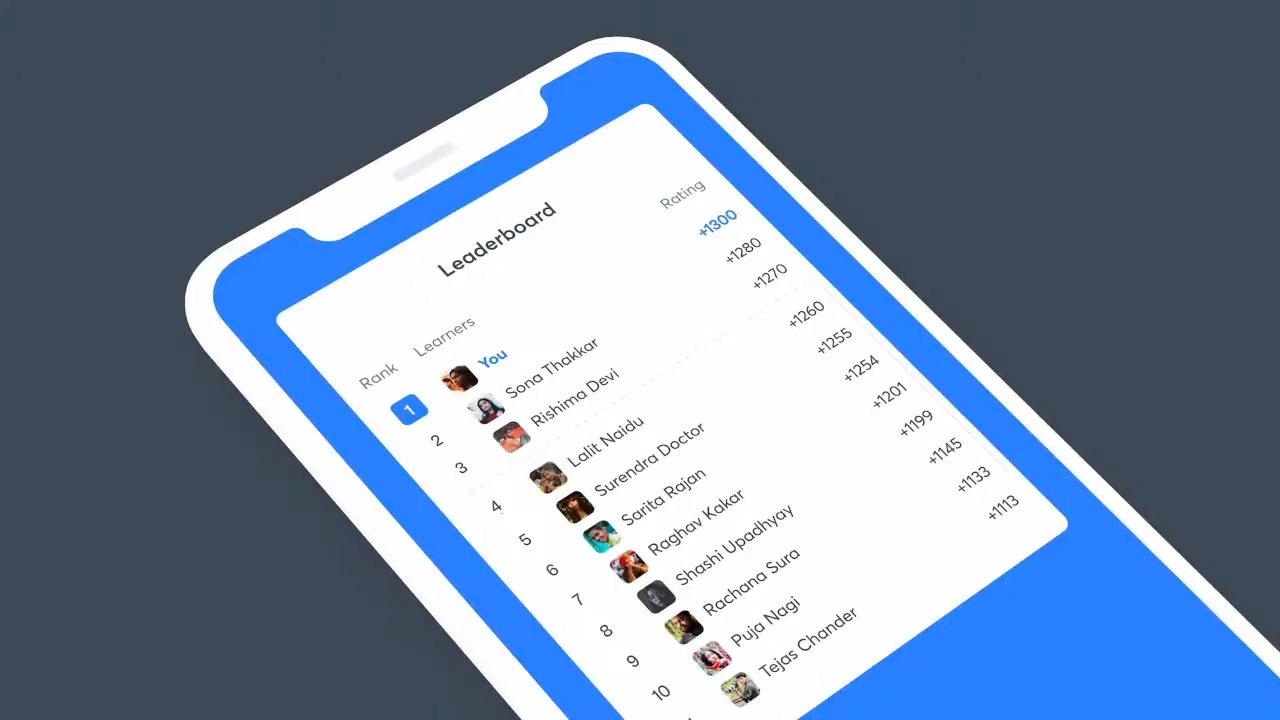 Leaderboard
Rank Learners Rating
1 You +1300
2 Sona Thakkar +1280
3 Rishima Devi +1270
4 Lalit Naidu +1260
5 Surendra Doctor +1255
6 Sarita Rajan +1254
7 Raghav Kakar +1201
8 Shashi Upadhyay +1199
9 Rachana Sura +1145
10 Puja Nagi +1133
Tejas Chander +1113